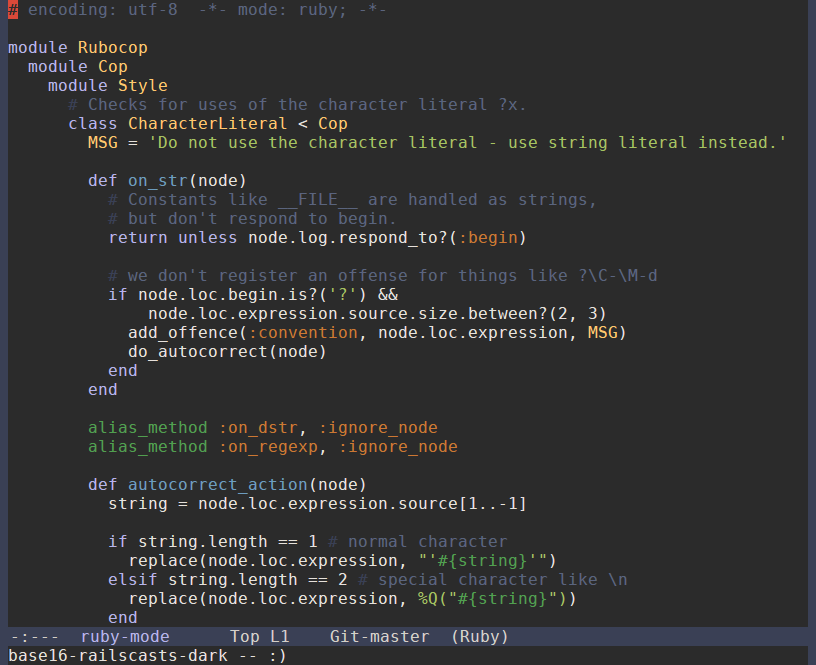 # encoding: utf-8  -*- mode: ruby; -*-
module Rubocop
module Cop
module Style
# Checks for uses of the character literal ?x.
class CharacterLiteral < Cop
MSG = 'Do not use the character literal - use string literal instead.'
def on_str(node)
# Constants like __FILE__ are handled as strings,
# but don't respond to begin.
return unless node.log.respond_to?(:begin)
# we don't register an offense for things like ?\C-\M-d
if node.loc.begin.is?('?') &&
node.loc.expression.source.size.between?(2, 3)
add_offence(:convention, node.loc.expression, MSG)
do_autocorrect(node)
end
end
alias_method :on_dstr, :ignore_node
alias_method :on_regexp, :ignore_node
def autocorrect_action(node)
string = node.loc.expression.source[1..-1]
if string.length == 1 # normal character
replace(node.loc.expression, "'#{string}'")
elsif string.length == 2 # special character like \n
replace(node.loc.expression, %Q("#{string}"))
end
-:---  ruby-mode      Top L1    Git-master  (Ruby)
base16-railscasts-dark -- :)